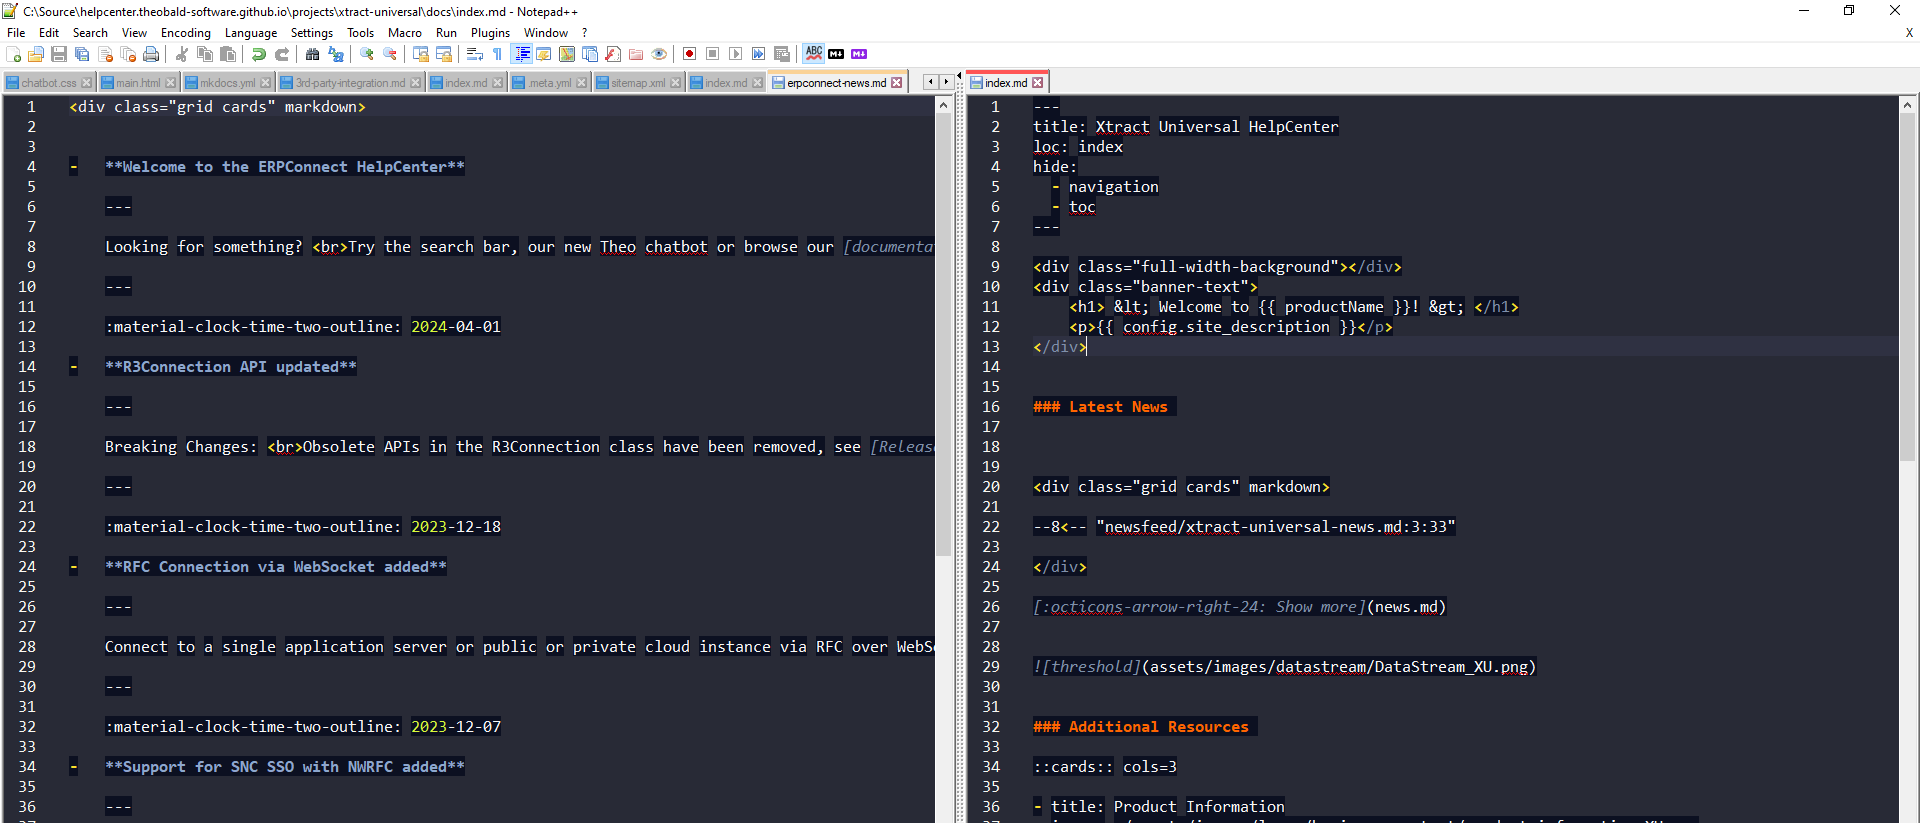 C:\Source\helpcenter.theobald-software.github.io\projects\xtract-universal\docs\index.md - Notepad++
File Edit Search View Encoding Language Settings Tools Macro Run Plugins Window ? X
chatbot.css main.html mkdocs.yml 3rd-party-integration.md index.md .meta.yml sitemap.xml index.md erpconnect-news.md
1 <div class="grid cards" markdown>
2
3
4 - **Welcome to the ERPConnect HelpCenter**
5
6 ---
7
8 Looking for something? <br>Try the search bar, our new Theo chatbot or browse our [documenta
9
10 ---
11
12 :material-clock-time-two-outline: 2024-04-01
13
14 - **R3Connection API updated**
15
16 ---
17
18 Breaking Changes: <br>Obsolete APIs in the R3Connection class have been removed, see [Releas
19
20 ---
21
22 :material-clock-time-two-outline: 2023-12-18
23
24 - **RFC Connection via WebSocket added**
25
26 ---
27
28 Connect to a single application server or public or private cloud instance via RFC over WebS
29
30 ---
31
32 :material-clock-time-two-outline: 2023-12-07
33
34 - **Support for SNC SSO with NWRFC added**
35
36 ---
index.md
1 ---
2 title: Xtract Universal HelpCenter
3 loc: index
4 hide:
5 - navigation
6 - toc
7 ---
8
9 <div class="full-width-background"></div>
10 <div class="banner-text">
11 <h1> &lt; Welcome to {{ productName }}! &gt; </h1>
12 <p>{{ config.site_description }}</p>
13 </div>
14
15
16 ### Latest News
17
18
19
20 <div class="grid cards" markdown>
21
22 --8<-- "newsfeed/xtract-universal-news.md:3:33"
23
24 </div>
25
26 [:octicons-arrow-right-24: Show more](news.md)
27
28
29 ![threshold](assets/images/datastream/DataStream_XU.png)
30
31
32 ### Additional Resources
33
34 ::cards:: cols=3
35
36 - title: Product Information